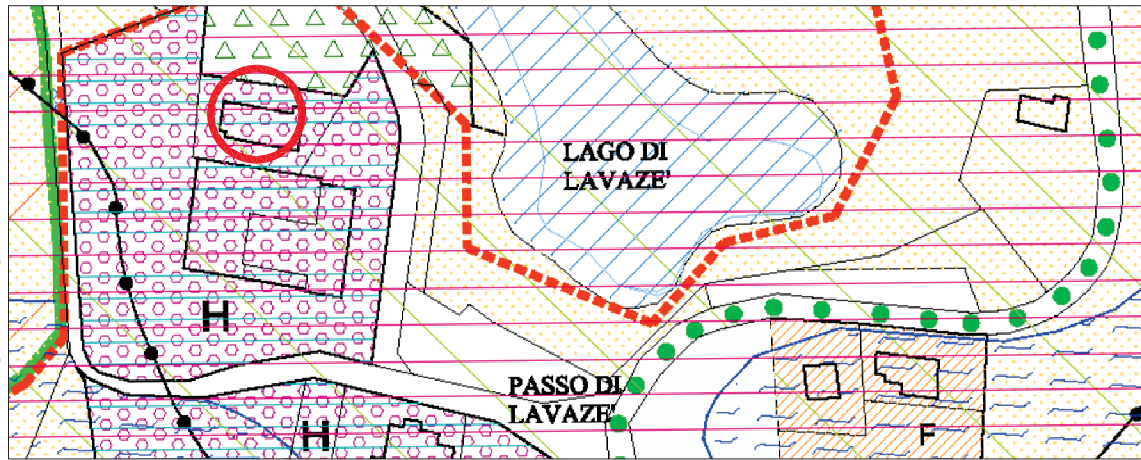 LAGO DI
LAVAZE'
H
PASSO DI
LAVAZE'
H
F